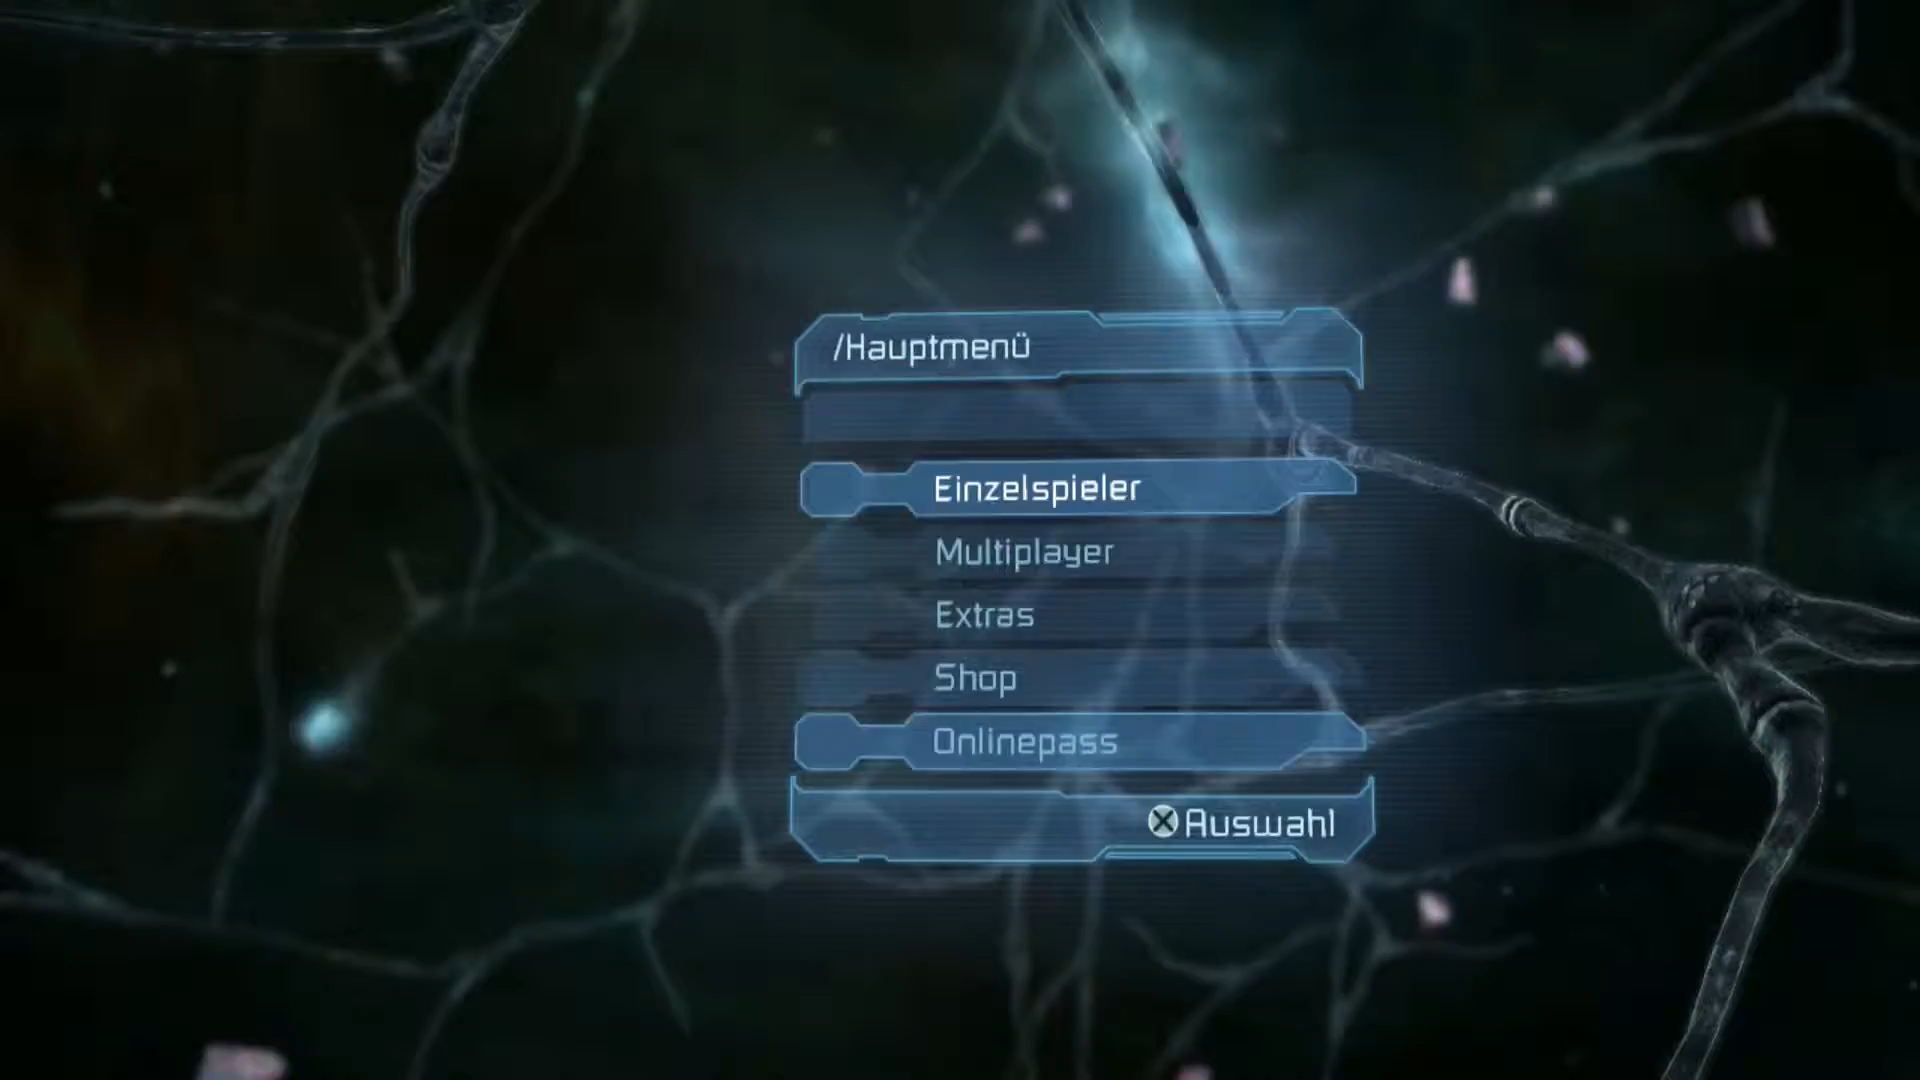 /Hauptmenü
Einzelspieler
Multiplayer
Extras
Shop
Onlinepass
Auswahl